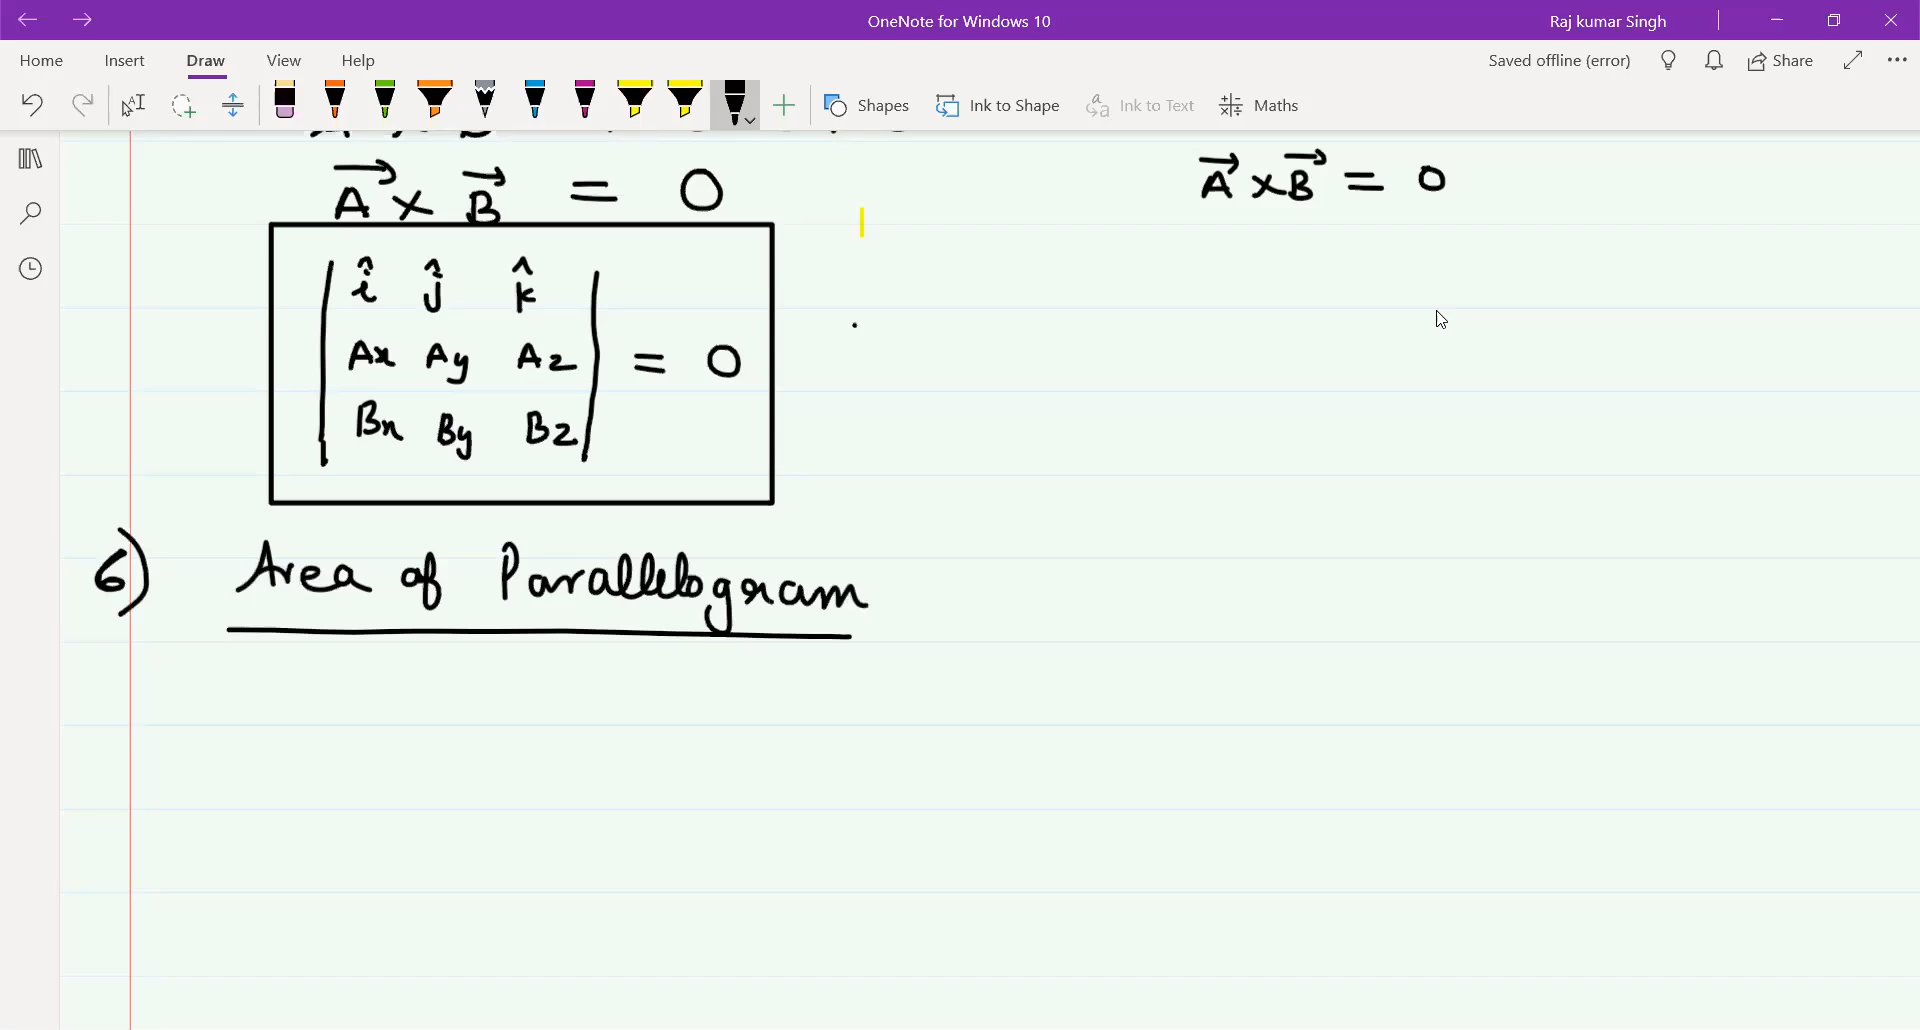 OneNote for Windows 10
Raj kumar Singh
Home Insert Draw View Help
Saved offline (error) Share
Shapes Ink to Shape Ink to Text Maths
A⃗ × B⃗ = 0
A⃗ × B⃗ = 0
î ĵ k̂
Ax Ay Az = 0
Bx By Bz
6) Area of Parallelogram